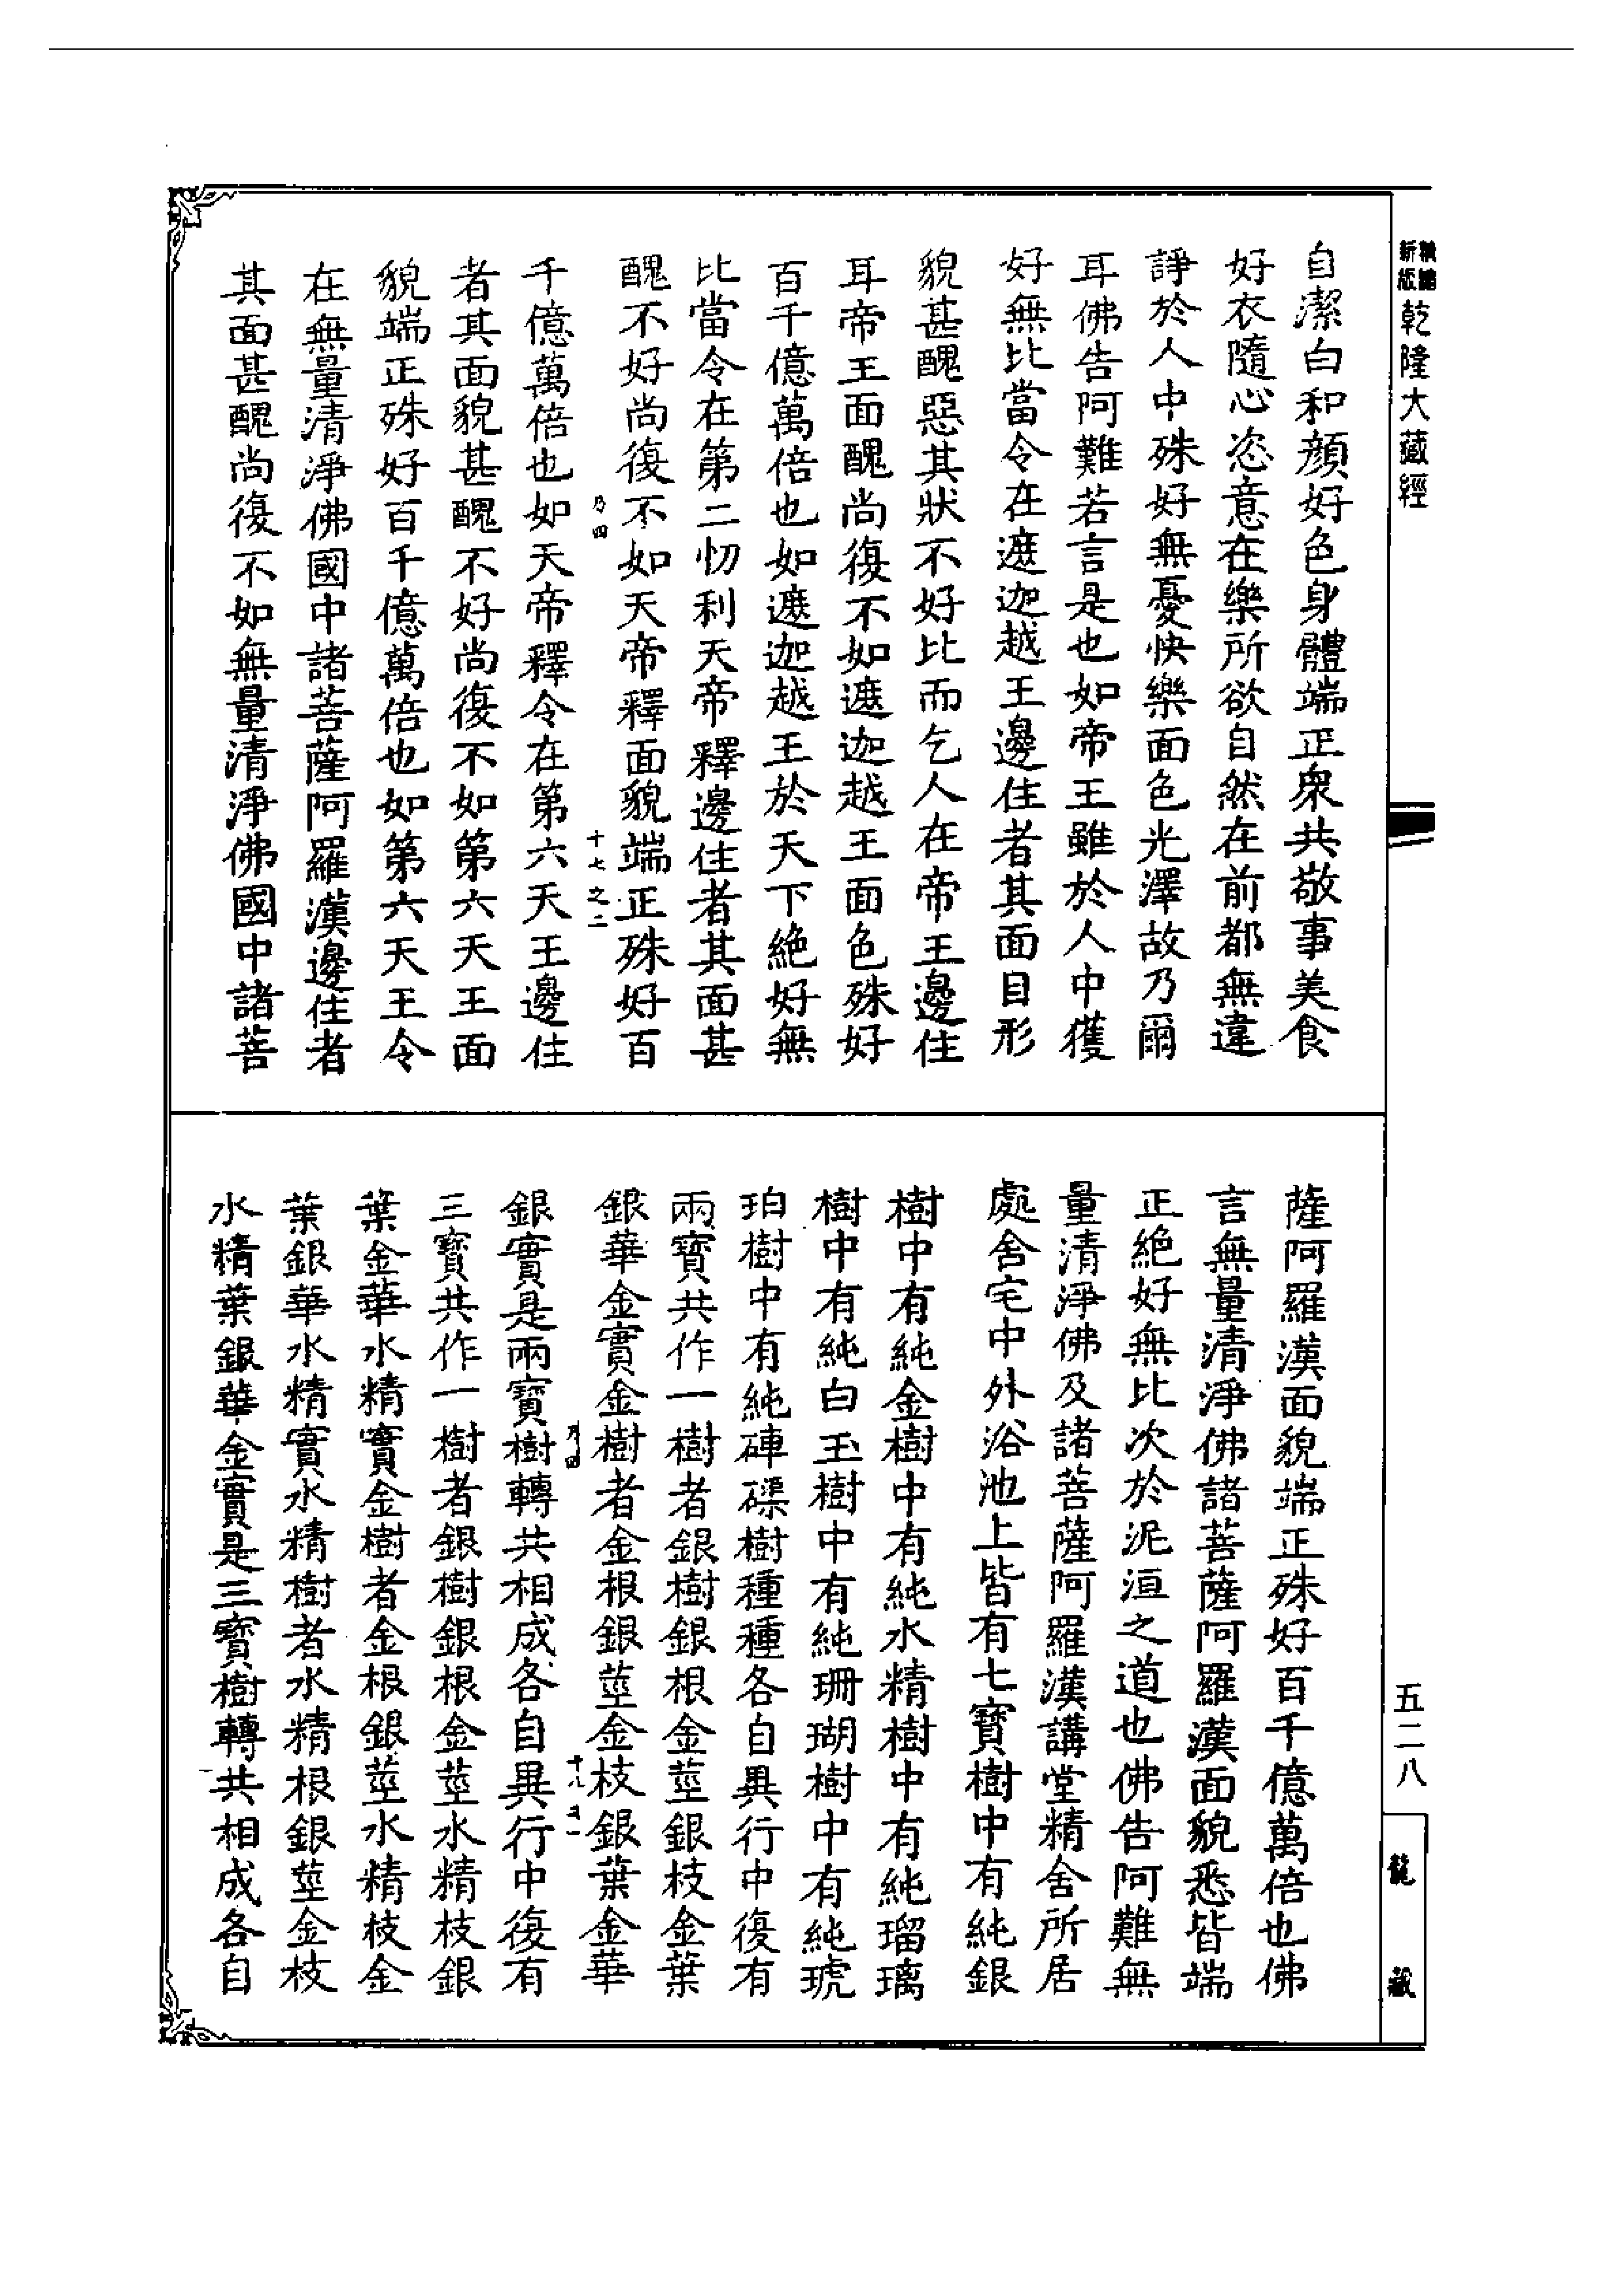 新編
新版
乾隆大藏經
自潔白和顔好色身體端正衆共敬事美食
好衣隨心恣意在樂所欲自然在前都無違
諍於人中殊好無憂快樂面色光澤故乃爾
耳佛告阿難若言是也如帝王雖於人中獲
好無比當令在遮迦越王邊住者其面目形
貌甚醜惡其狀不好比而乞人在帝王邊住
耳帝王面醜尚復不如遮迦越王面色殊好
百千億萬倍也如遮迦越王於天下絶好無
比當令在第二忉利天帝釋邊住者其面甚
醜不好尚復不如天帝釋面貌端正殊好百
乃四
十七之二
千億萬倍也如天帝釋令在第六天王邊住
者其面貌甚醜不好尚復不如第六天王面
貌端正殊好百千億萬倍也如第六天王令
在無量清淨佛國中諸菩薩阿羅漢邊住者
其面甚醜尚復不如無量清淨佛國中諸菩
薩阿羅漢面貌端正殊好百千億萬倍也佛
言無量清淨佛諸菩薩阿羅漢面貌悉皆端
正絶好無比次於泥洹之道也佛告阿難無
量清淨佛及諸菩薩阿羅漢講堂精舍所居
處舍宅中外浴池上皆有七寶樹中有純銀
樹中有純金樹中有純水精樹中有純瑠璃
樹中有純白玉樹中有純珊瑚樹中有純琥
珀樹中有純硨磲樹種種各自異行中復有
兩寶共作一樹者銀樹銀根金莖銀枝金葉
銀華金實金樹者金根銀莖金枝銀葉金華
乃四
十八之一
銀實是兩寶樹轉共相成各自異行中復有
三寶共作一樹者銀樹銀根金莖水精枝銀
葉金華水精實金樹者金根銀莖水精枝金
葉銀華水精實水精樹者水精根銀莖金枝
水精葉銀華金實是三寶樹轉共相成各自
五二八
龍藏